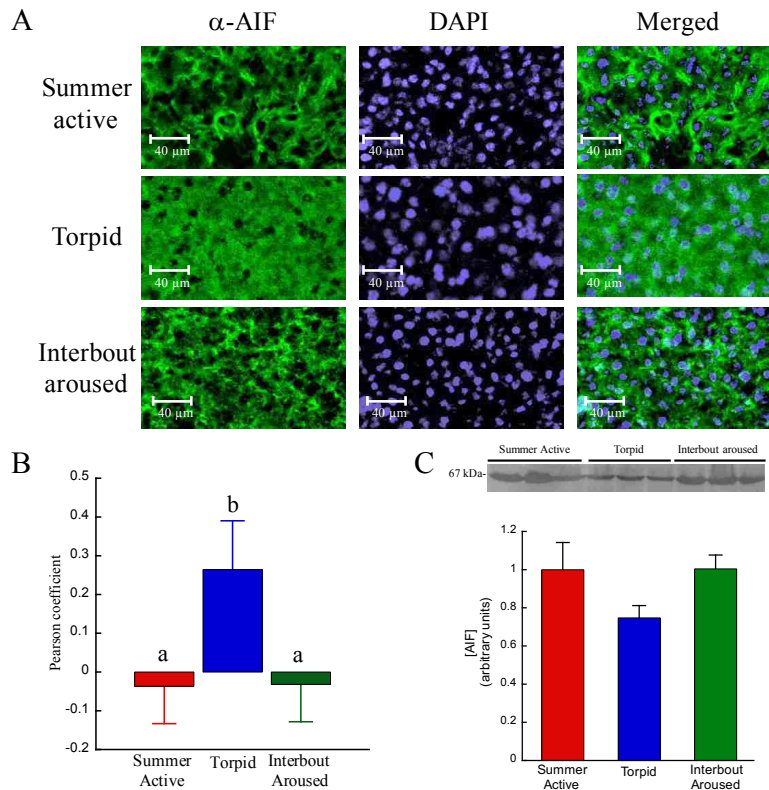 A
α-AIF
DAPI
Merged
Summer
active
40 µm
40 µm
40 µm
Torpid
40 µm
40 µm
40 µm
Interbout
aroused
40 µm
40 µm
40 µm
B
0.5
0.4
0.3
0.2
0.1
0
-0.1
-0.2
Pearson coefficient
a
b
a
Summer
Active
Torpid
Interbout
Aroused
C
Summer Active
Torpid
Interbout aroused
67 kDa-
1.2
1
0.8
0.6
0.4
0.2
0
[AIF]
(arbitrary units)
Summer
Active
Torpid
Interbout
Aroused